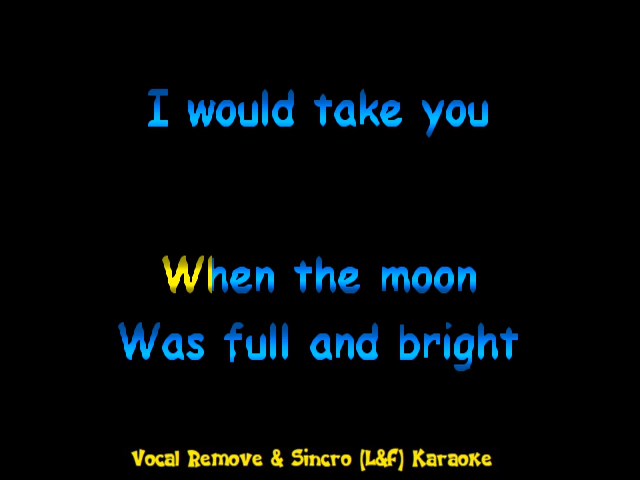 I would take you
When the moon
Was full and bright
Vocal Remove & Sincro (L&F) Karaoke